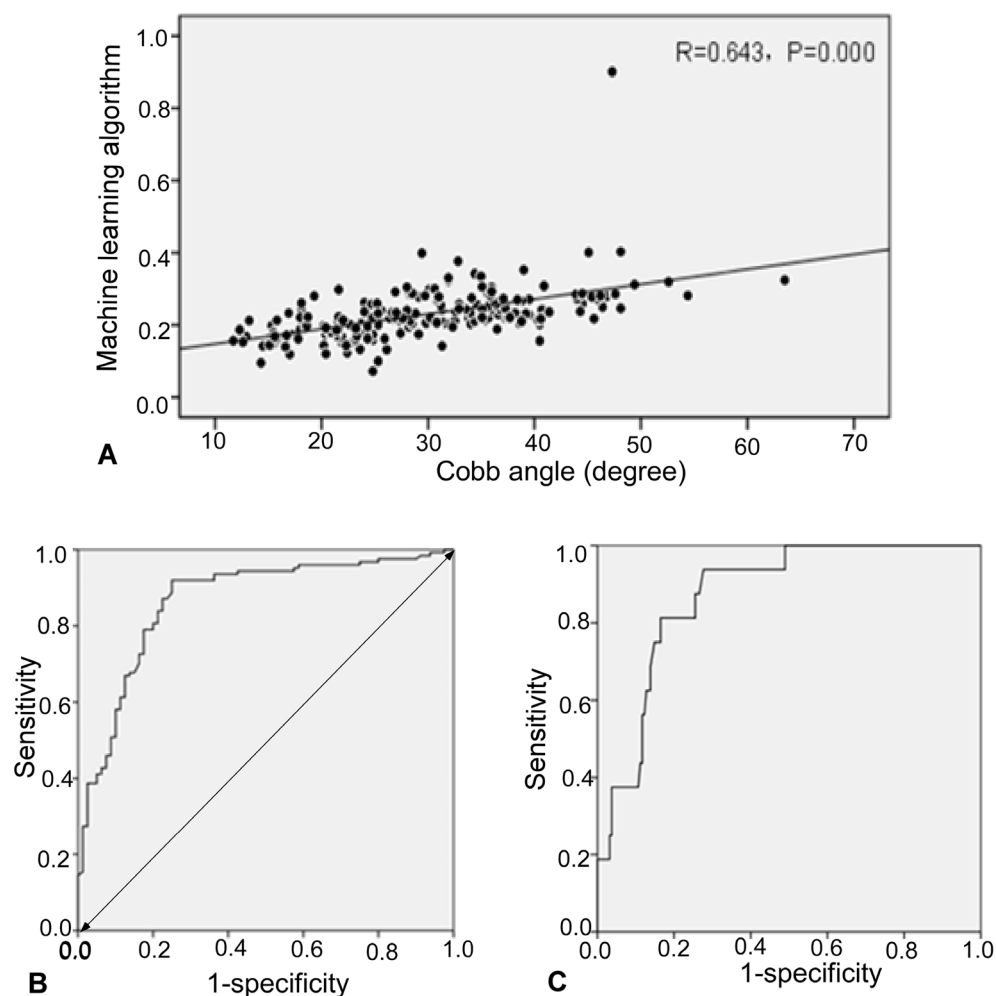 R=0.643, P=0.000
Machine learning algorithm
1.0
0.8
0.6
0.4
0.2
0.0
10 20 30 40 50 60 70
Cobb angle (degree)
A
Sensitivity
1.0
0.8
0.6
0.4
0.2
0.0
0.0 0.2 0.4 0.6 0.8 1.0
1-specificity
B
Sensitivity
1.0
0.8
0.6
0.4
0.2
0.0
0.0 0.2 0.4 0.6 0.8 1.0
1-specificity
C